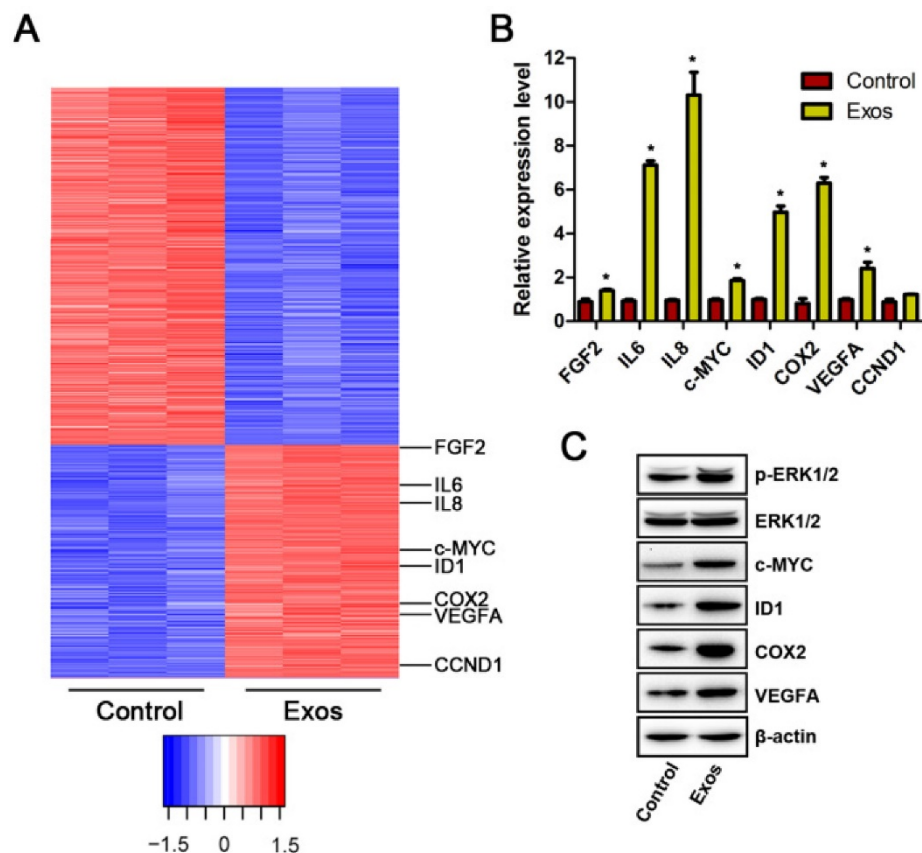 A
FGF2
IL6
IL8
c-MYC
ID1
COX2
VEGFA
CCND1
Control
Exos
−1.5
0
1.5
B
Relative expression level
12
10
8
6
4
2
0
Control
Exos
*
*
*
*
*
*
*
FGF2
IL6
IL8
c-MYC
ID1
COX2
VEGFA
CCND1
C
p-ERK1/2
ERK1/2
c-MYC
ID1
COX2
VEGFA
β-actin
Control
Exos